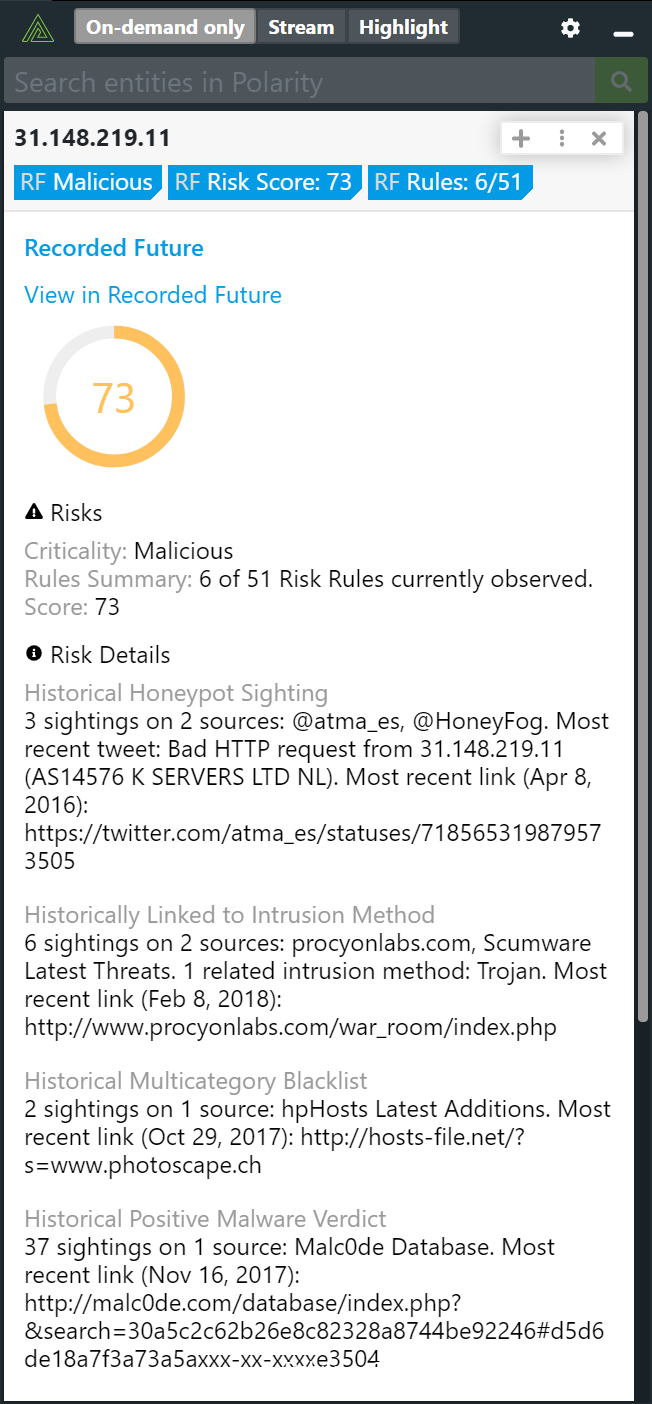 On-demand only Stream Highlight
Search entities in Polarity
31.148.219.11
RF Malicious RF Risk Score: 73 RF Rules: 6/51
Recorded Future
View in Recorded Future
73
Risks
Criticality: Malicious
Rules Summary: 6 of 51 Risk Rules currently observed.
Score: 73
Risk Details
Historical Honeypot Sighting
3 sightings on 2 sources: @atma_es, @HoneyFog. Most
recent tweet: Bad HTTP request from 31.148.219.11
(AS14576 K SERVERS LTD NL). Most recent link (Apr 8,
2016):
https://twitter.com/atma_es/statuses/71856531987957
3505
Historically Linked to Intrusion Method
6 sightings on 2 sources: procyonlabs.com, Scumware
Latest Threats. 1 related intrusion method: Trojan. Most
recent link (Feb 8, 2018):
http://www.procyonlabs.com/war_room/index.php
Historical Multicategory Blacklist
2 sightings on 1 source: hpHosts Latest Additions. Most
recent link (Oct 29, 2017): http://hosts-file.net/?
s=www.photoscape.ch
Historical Positive Malware Verdict
37 sightings on 1 source: Malc0de Database. Most
recent link (Nov 16, 2017):
http://malc0de.com/database/index.php?
&search=30a5c2c62b26e8c82328a8744be92246#d5d6